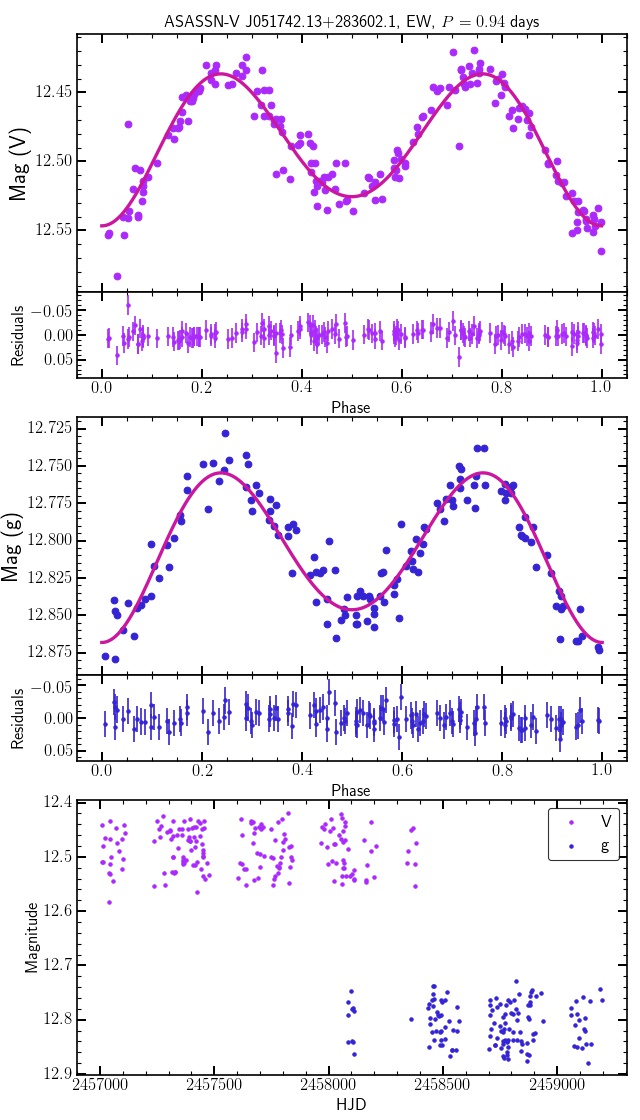 ASASSN-V J051742.13+283602.1, EW, P = 0.94 days
Mag (V)
12.45
12.50
12.55
Residuals
−0.05
0.00
0.05
0.0 0.2 0.4 0.6 0.8 1.0
Phase
Mag (g)
12.725
12.750
12.775
12.800
12.825
12.850
12.875
Residuals
−0.05
0.00
0.05
0.0 0.2 0.4 0.6 0.8 1.0
Phase
Magnitude
12.4
12.5
12.6
12.7
12.8
12.9
V
g
2457000 2457500 2458000 2458500 2459000
HJD